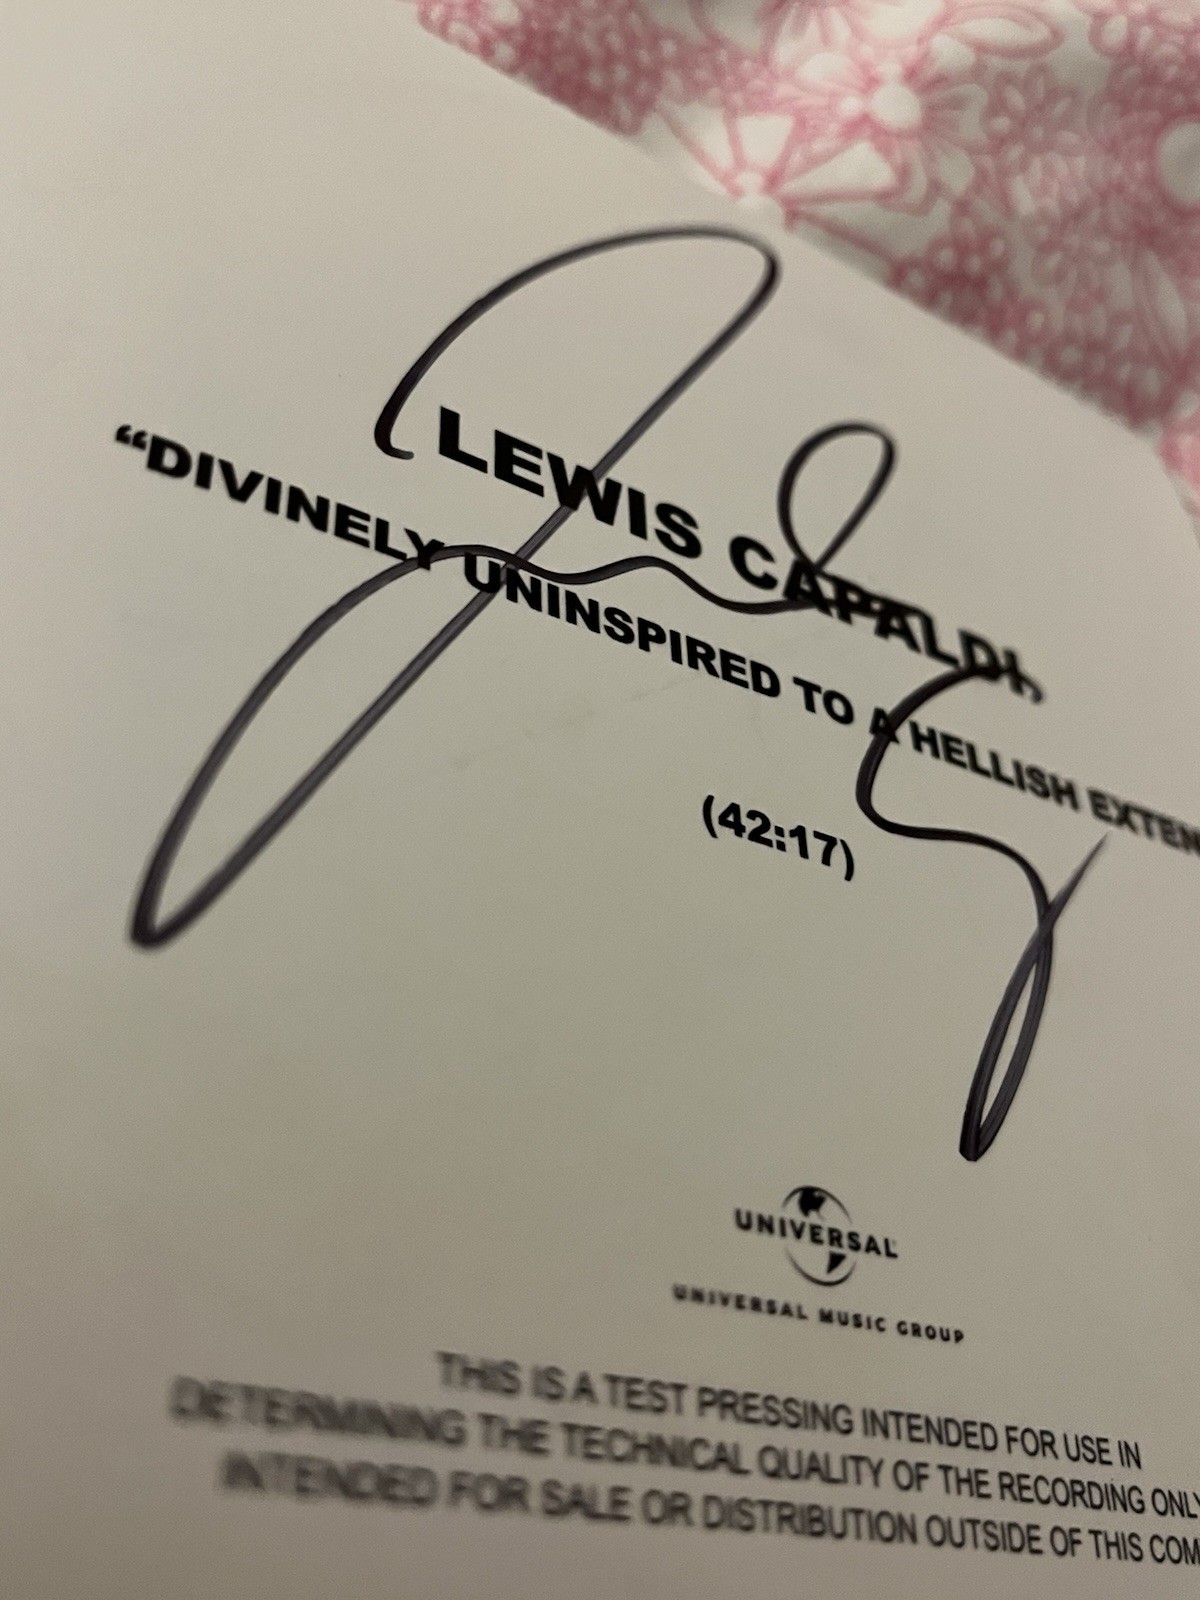 LEWIS CAPALDI,
“DIVINELY UNINSPIRED TO A HELLISH EXTEN
(42:17)
UNIVERSAL
UNIVERSAL MUSIC GROUP
THIS IS A TEST PRESSING INTENDED FOR USE IN
DETERMINING THE TECHNICAL QUALITY OF THE RECORDING ONLY
INTENDED FOR SALE OR DISTRIBUTION OUTSIDE OF THIS COM